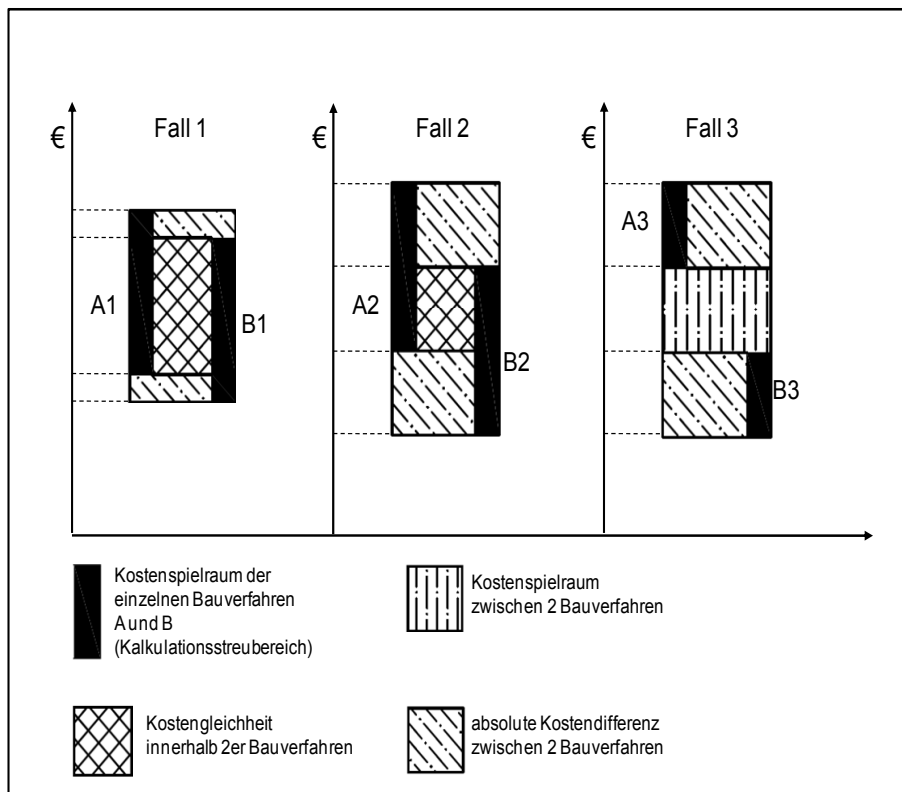 Fall 1
Fall 2
Fall 3
€
€
€
A1
B1
A2
B2
A3
B3
Kostenspielraum der
einzelnen Bauverfahren
A und B
(Kalkulationsstreubereich)
Kostenspielraum
zwischen 2 Bauverfahren
Kostengleichheit
innerhalb 2er Bauverfahren
absolute Kostendifferenz
zwischen 2 Bauverfahren